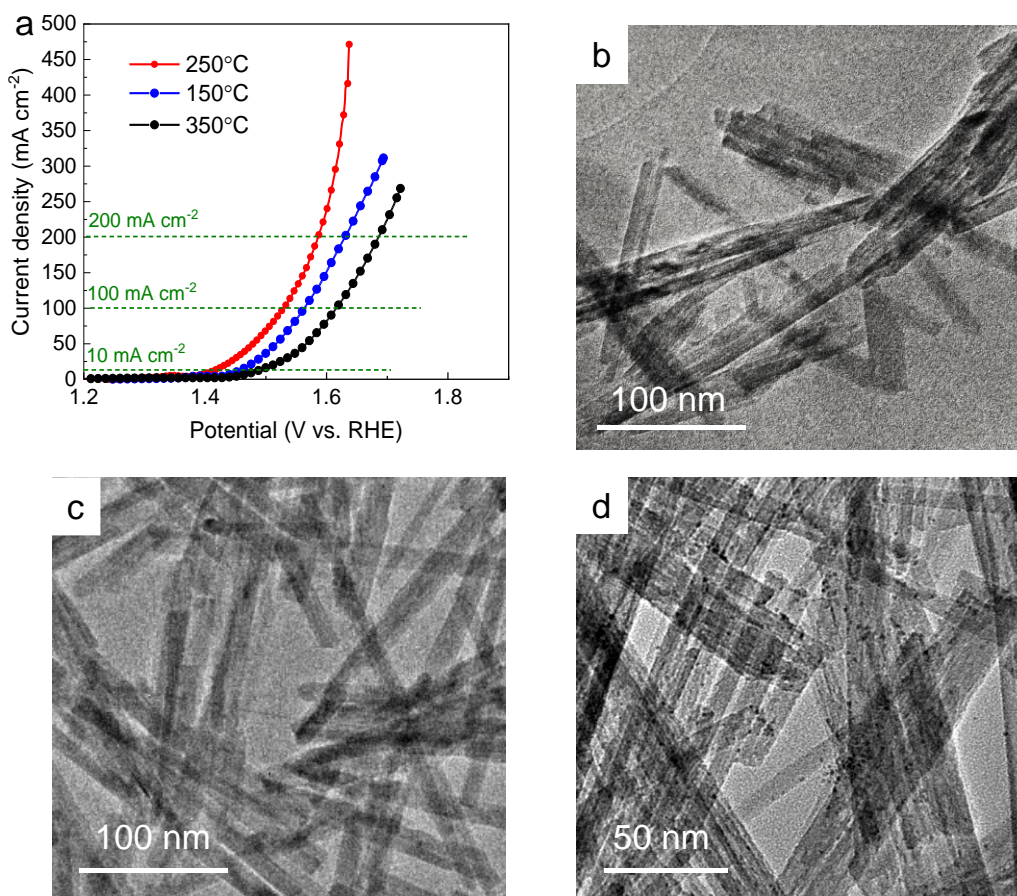 a
500
450
400
350
300
250
200
150
100
50
0
Current density (mA cm⁻²)
250°C
150°C
350°C
200 mA cm⁻²
100 mA cm⁻²
10 mA cm⁻²
1.2 1.4 1.6 1.8
Potential (V vs. RHE)
b
100 nm
c
100 nm
d
50 nm